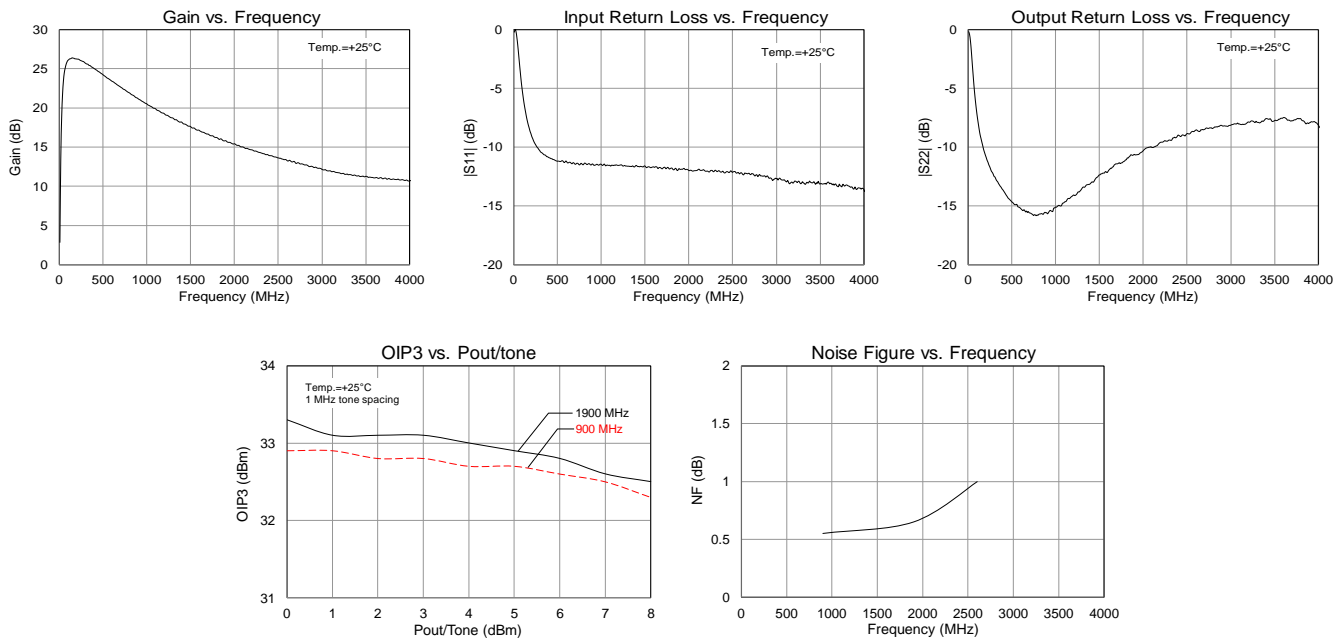 Gain vs. Frequency
30
25
20
15
10
5
0
Gain (dB)
Temp.=+25°C
0 500 1000 1500 2000 2500 3000 3500 4000
Frequency (MHz)
Input Return Loss vs. Frequency
0
-5
-10
-15
-20
|S11| (dB)
Temp.=+25°C
0 500 1000 1500 2000 2500 3000 3500 4000
Frequency (MHz)
Output Return Loss vs. Frequency
0
-5
-10
-15
-20
|S22| (dB)
Temp.=+25°C
0 500 1000 1500 2000 2500 3000 3500 4000
Frequency (MHz)
OIP3 vs. Pout/tone
34
33
32
31
OIP3 (dBm)
Temp.=+25°C
1 MHz tone spacing
1900 MHz
900 MHz
0 1 2 3 4 5 6 7 8
Pout/Tone (dBm)
Noise Figure vs. Frequency
2
1.5
1
0.5
0
NF (dB)
0 500 1000 1500 2000 2500 3000 3500 4000
Frequency (MHz)